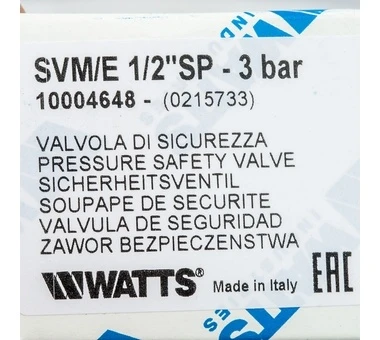 SVM/E 1/2"SP - 3 bar
10004648 - (0215733)
VALVOLA DI SICUREZZA
PRESSURE SAFETY VALVE
SICHERHEITSVENTIL
SOUPAPE DE SECURITE
VALVULA DE SEGURIDAD
ZAWOR BEZPIECZENSTWA
WATTS® Made in Italy EAC